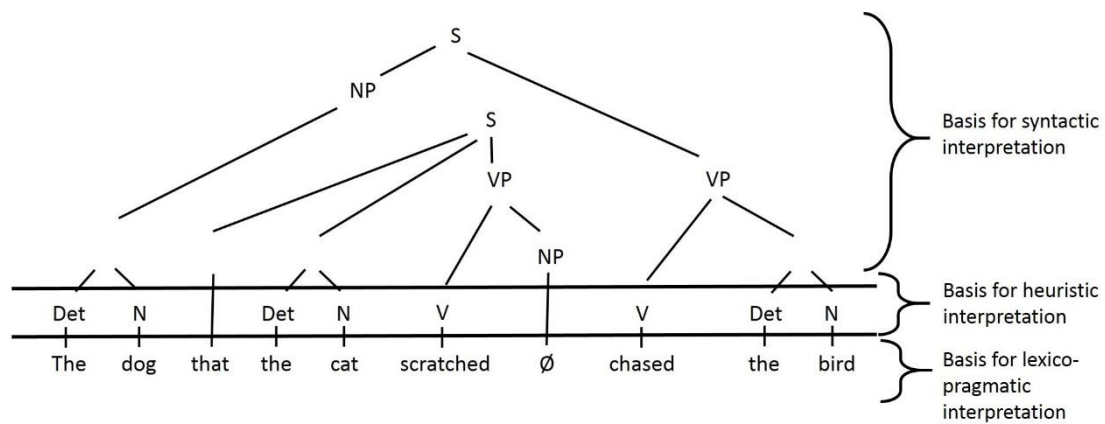 S
NP
S
VP
VP
NP
Basis for syntactic
interpretation
Det N Det N V V Det N
Basis for heuristic
interpretation
The dog that the cat scratched Ø chased the bird
Basis for lexico-
pragmatic
interpretation